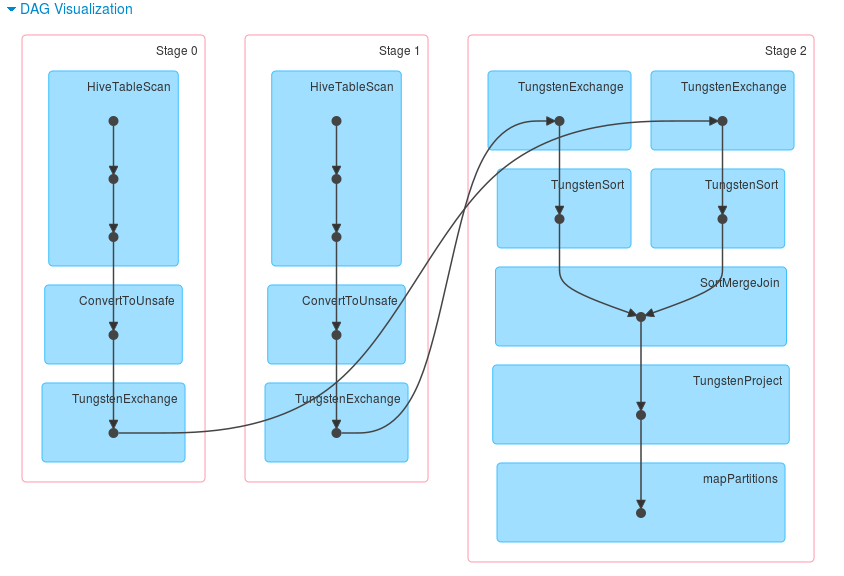 DAG Visualization
Stage 0
HiveTableScan
ConvertToUnsafe
TungstenExchange
Stage 1
HiveTableScan
ConvertToUnsafe
TungstenExchange
Stage 2
TungstenExchange
TungstenExchange
TungstenSort
TungstenSort
SortMergeJoin
TungstenProject
mapPartitions